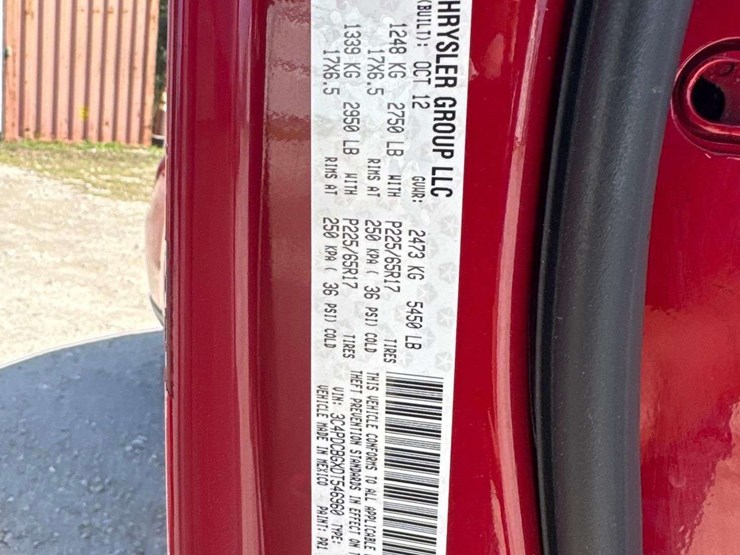 HRYSLER GROUP LLC
(BUILT): OCT 12 GVWR: 2473 KG 5450 LB
1248 KG 2750 LB WITH P225/65R17 TIRES
17X6.5 RIMS AT 250 KPA ( 36 PSI) COLD
1339 KG 2950 LB WITH P225/65R17 TIRES
17X6.5 RIMS AT 250 KPA ( 36 PSI) COLD
THIS VEHICLE CONFORMS TO ALL APPLICABLE
THEFT PREVENTION STANDARDS IN EFFECT ON
VIN: 3C4PDCBGXDT546960 TYPE:
VEHICLE MADE IN MEXICO PAINT: PR1